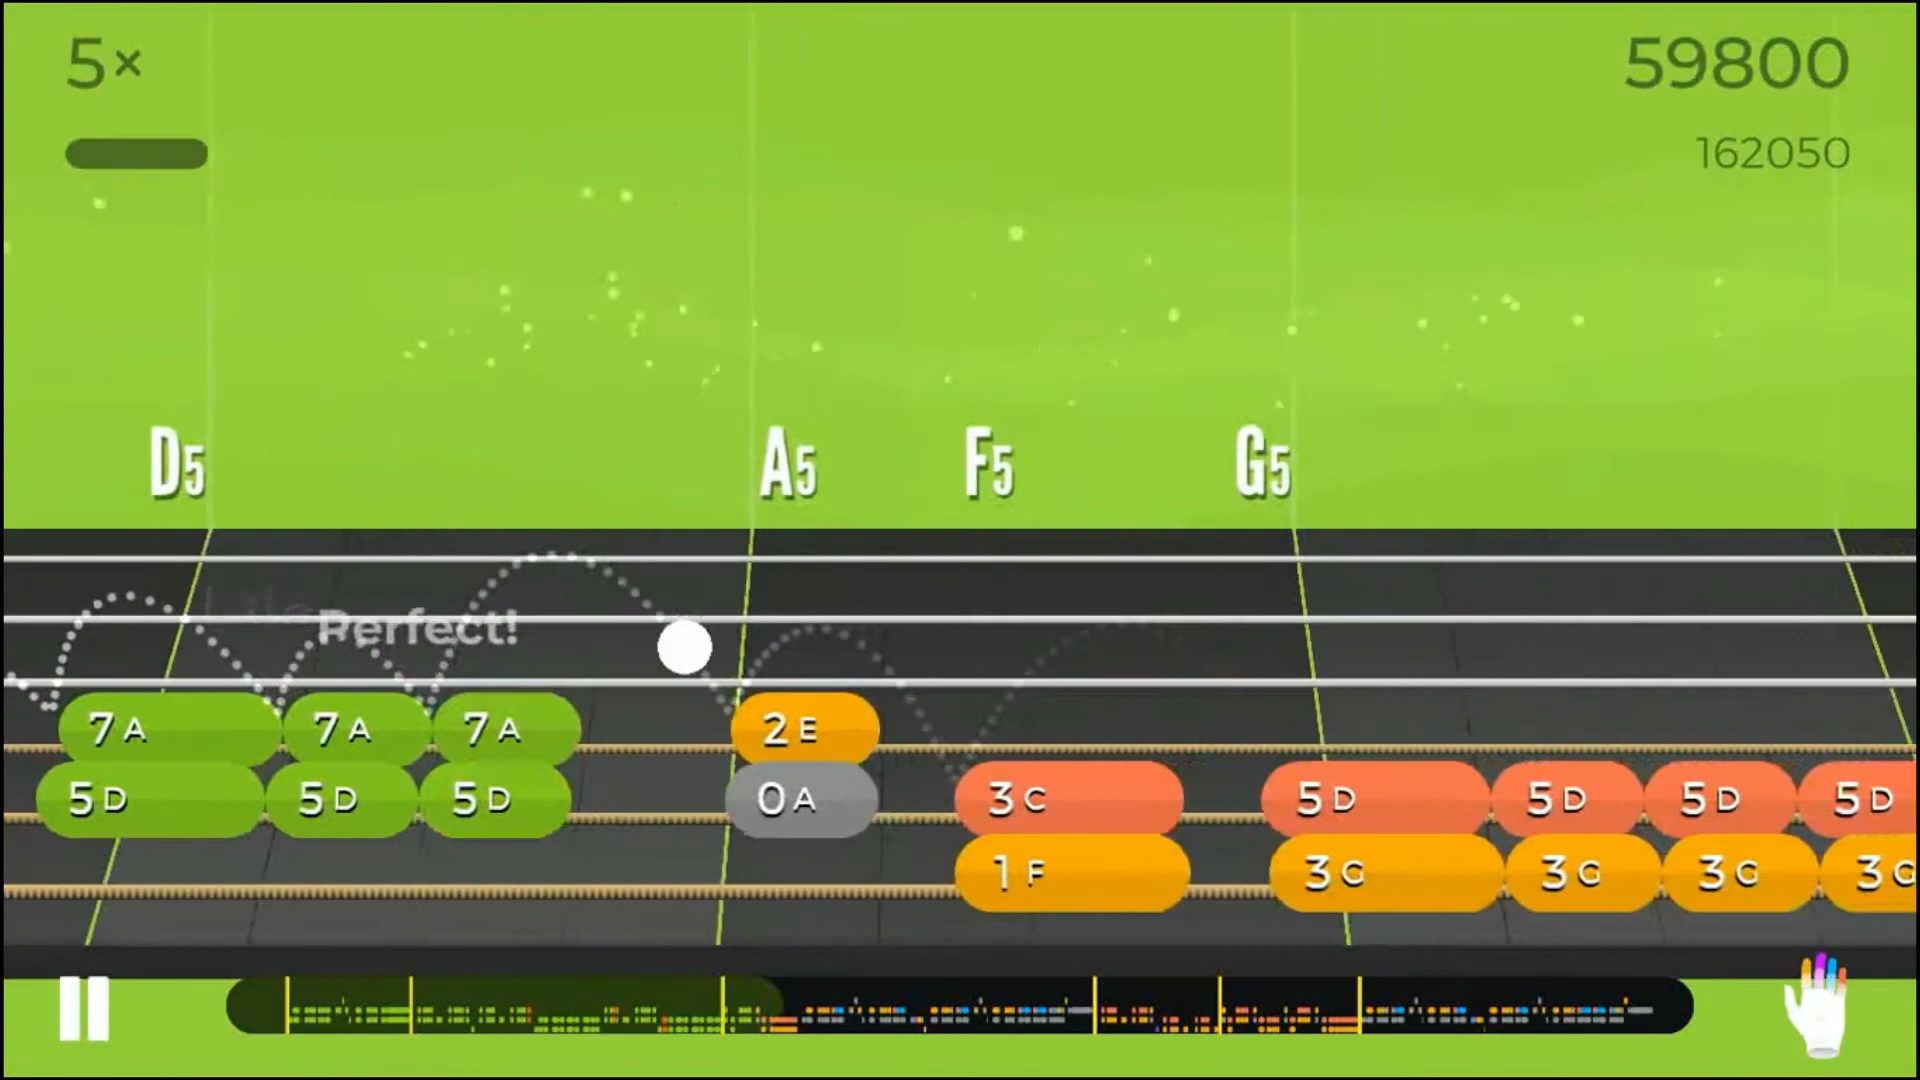 5×
59800
162050
D5 A5 F5 G5
Perfect!
7 A 7 A 7 A 2 E
5 D 5 D 5 D 0 A 3 C 5 D 5 D 5 D 5 D
1 F 3 G 3 G 3 G 3 G